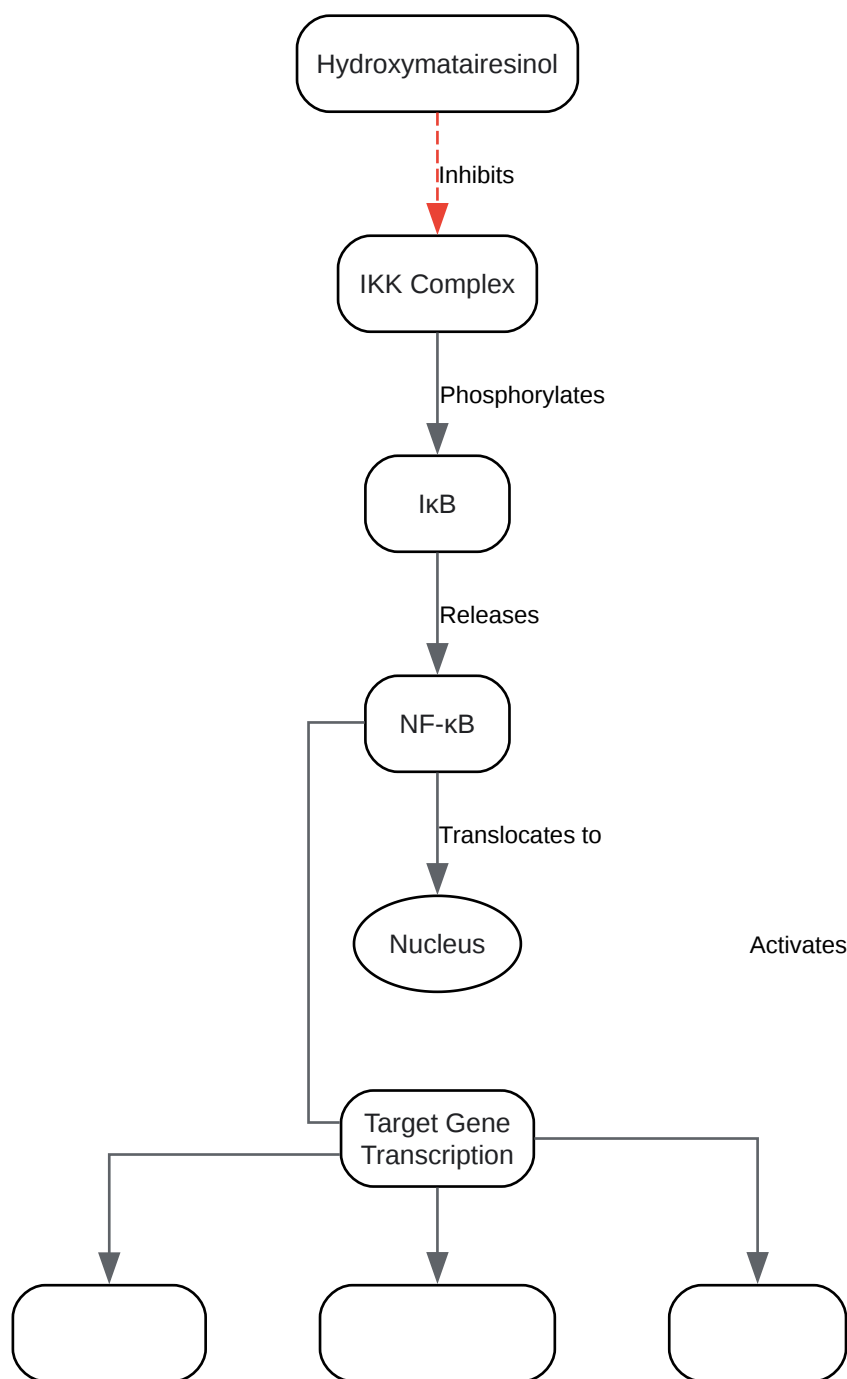 Hydroxymatairesinol
Inhibits
IKK Complex
Phosphorylates
IκB
Releases
NF-κB
Translocates to
Nucleus
Activates
Target Gene
Transcription